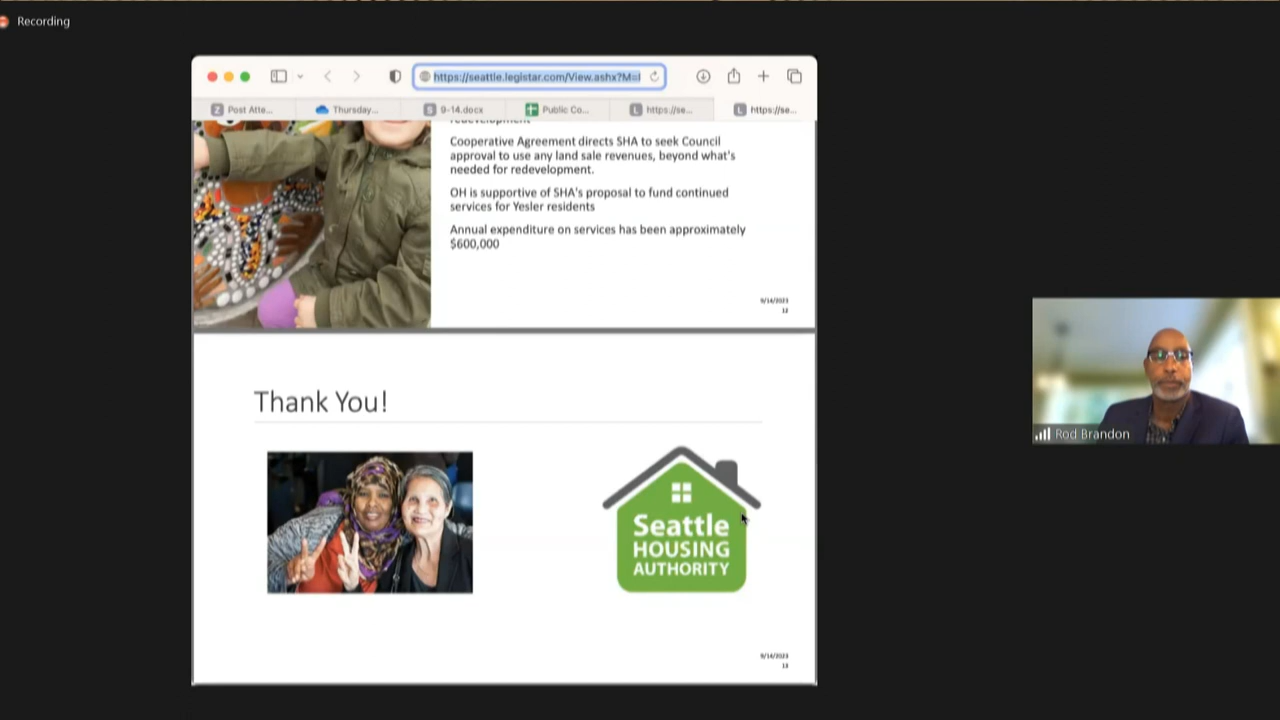 Recording
https://seattle.legistar.com/View.ashx?M=I
Post Atte...
Thursday...
9-14.docx
Public Co...
https://se...
https://se...
redevelopment
Cooperative Agreement directs SHA to seek Council
approval to use any land sale revenues, beyond what's
needed for redevelopment.
OH is supportive of SHA's proposal to fund continued
services for Yesler residents
Annual expenditure on services has been approximately
$600,000
9/14/2023
12
Thank You!
Seattle
HOUSING
AUTHORITY
9/14/2023
13
Rod Brandon